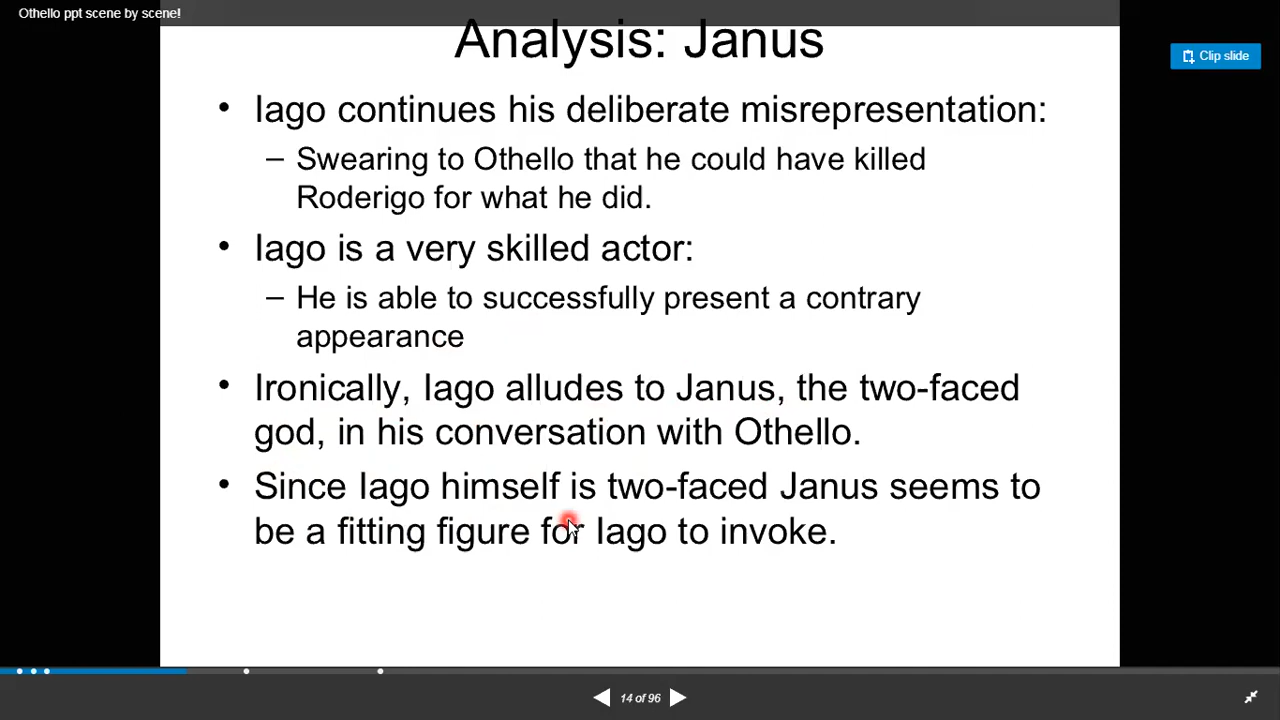 Othello ppt scene by scene!
Analysis: Janus
Clip slide
• Iago continues his deliberate misrepresentation:
– Swearing to Othello that he could have killed
Roderigo for what he did.
• Iago is a very skilled actor:
– He is able to successfully present a contrary
appearance
• Ironically, Iago alludes to Janus, the two-faced
god, in his conversation with Othello.
• Since Iago himself is two-faced Janus seems to
be a fitting figure for Iago to invoke.
14 of 96